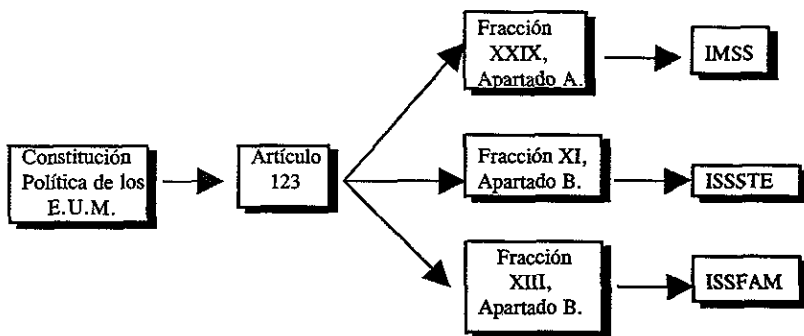 Constitución
Política de los
E.U.M.
Artículo
123
Fracción
XXIX,
Apartado A.
IMSS
Fracción XI,
Apartado B.
ISSSTE
Fracción
XIII,
Apartado B.
ISSFAM